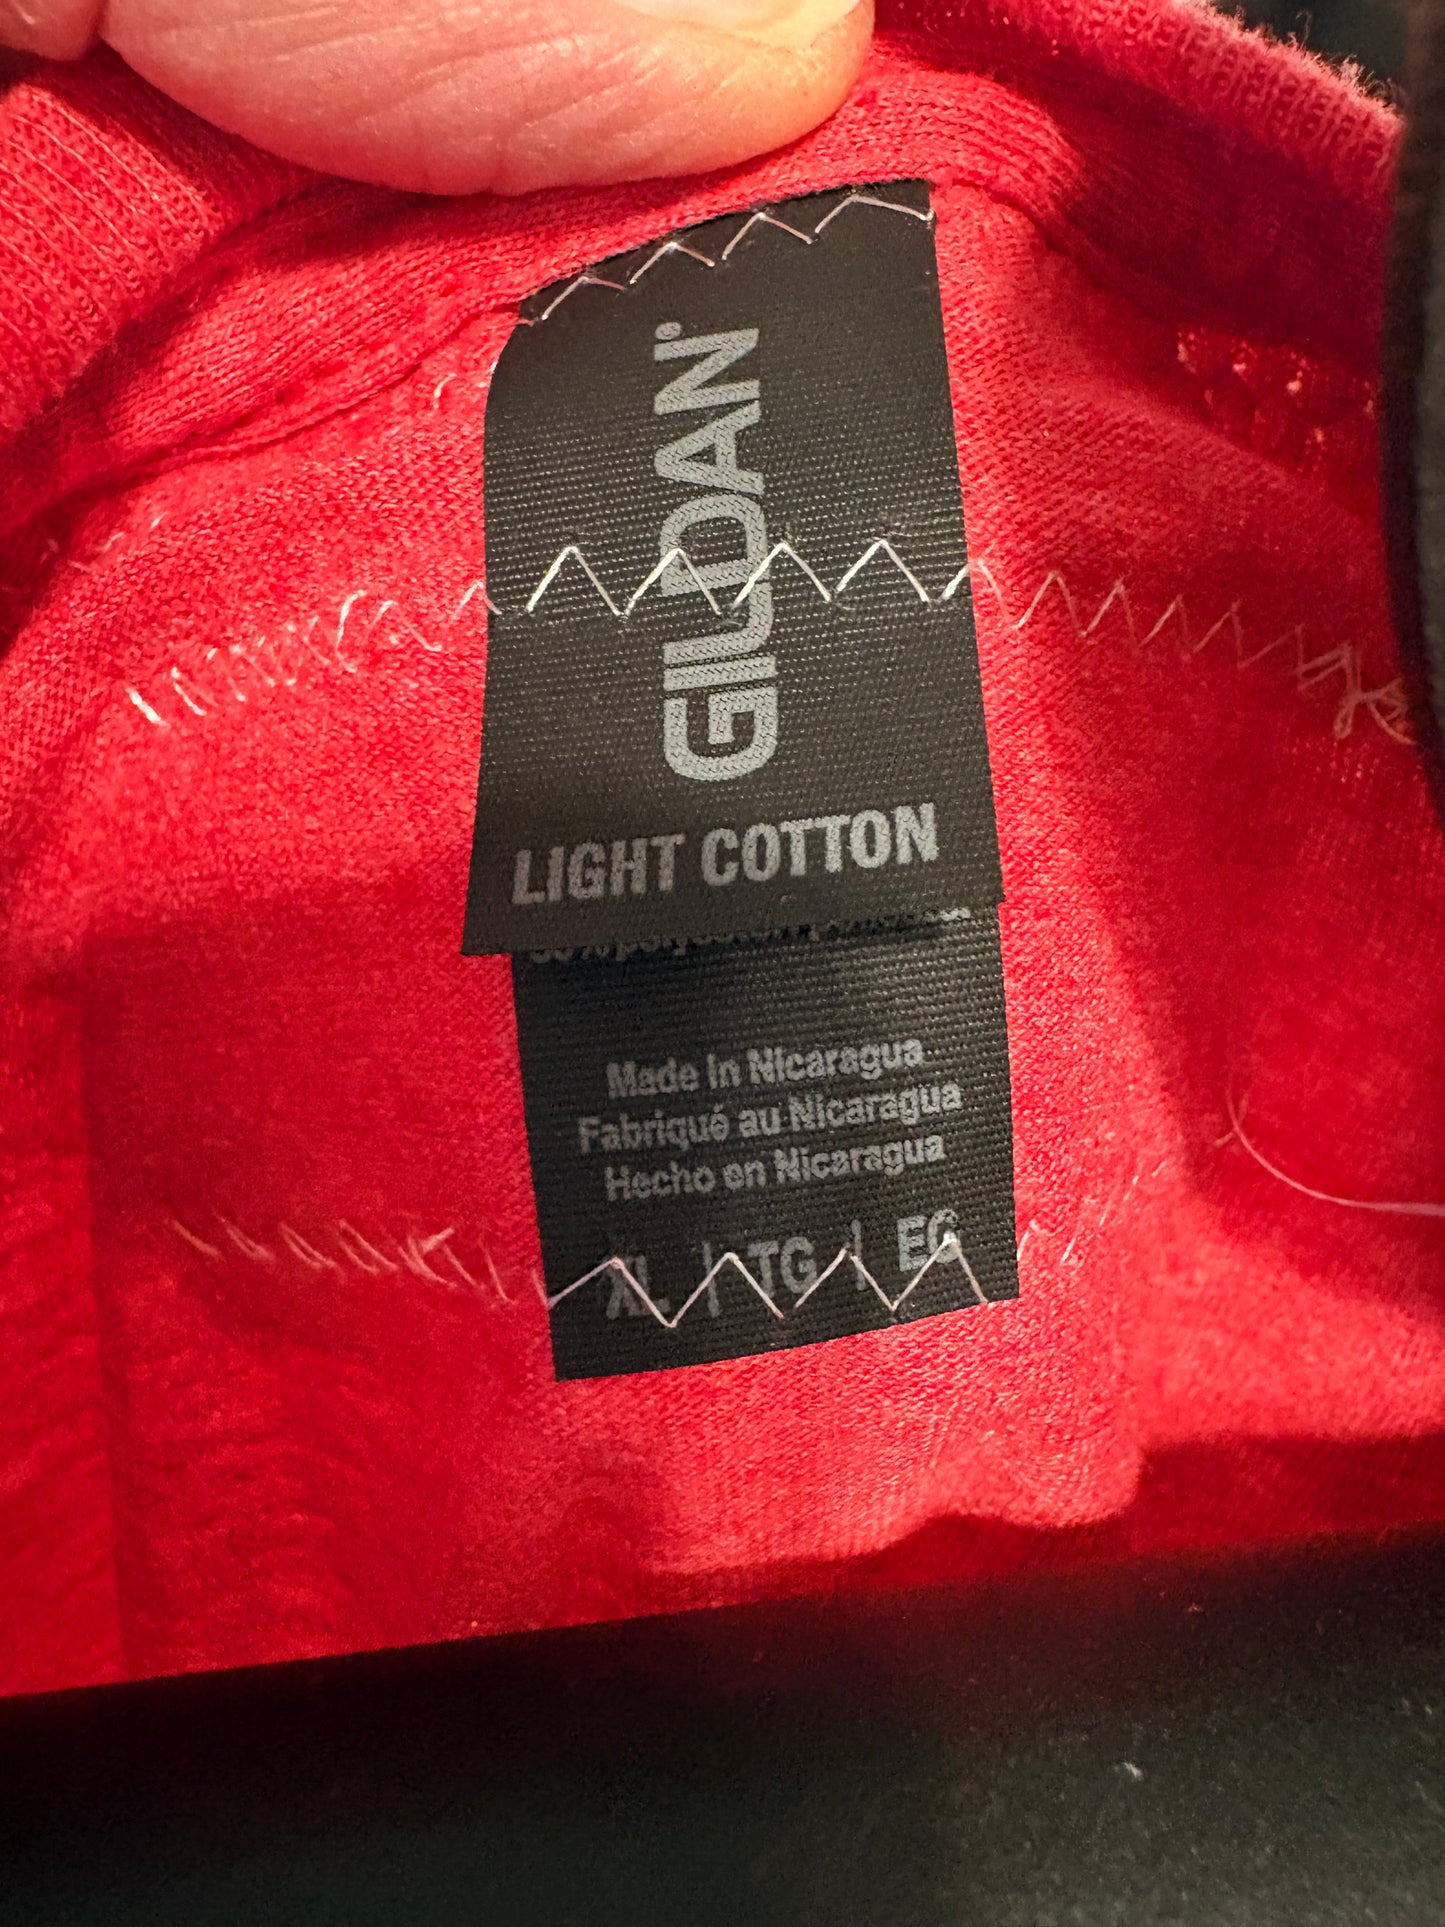 GILDAN®
LIGHT COTTON
Made in Nicaragua
Fabriqué au Nicaragua
Hecho en Nicaragua
XL | TG | EG